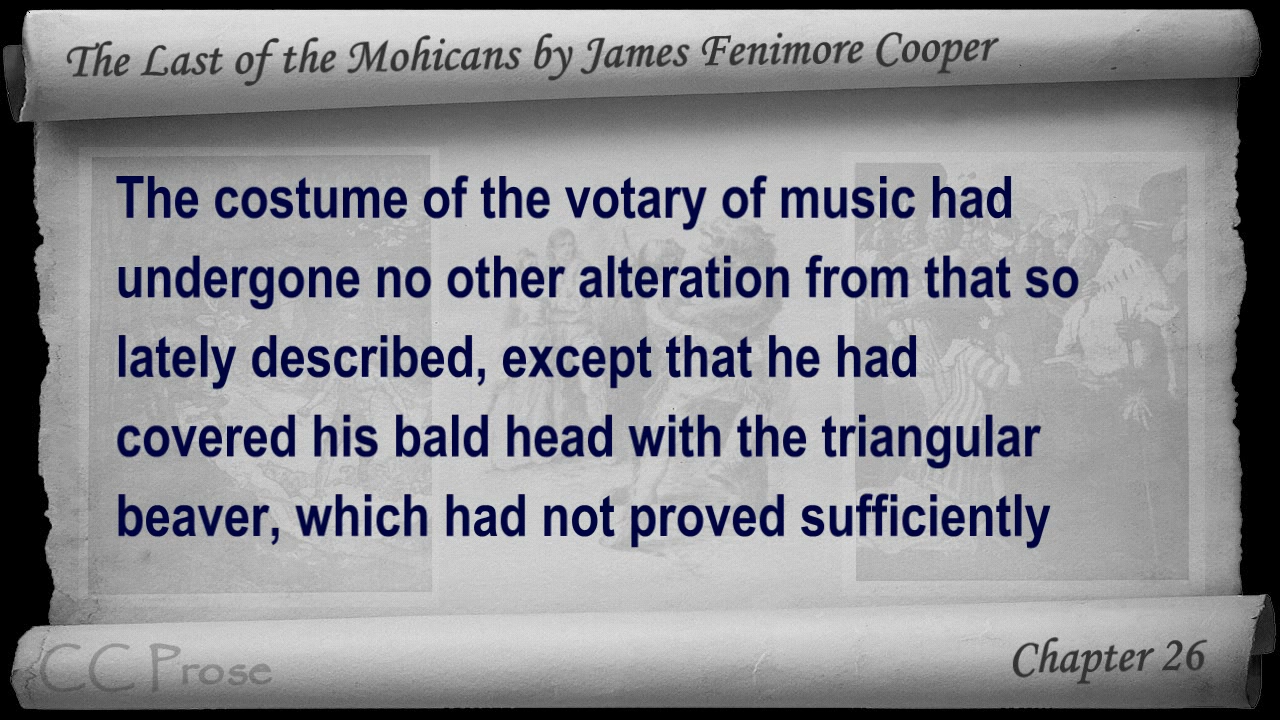 The Last of the Mohicans by James Fenimore Cooper
The costume of the votary of music had
undergone no other alteration from that so
lately described, except that he had
covered his bald head with the triangular
beaver, which had not proved sufficiently
CC Prose
Chapter 26